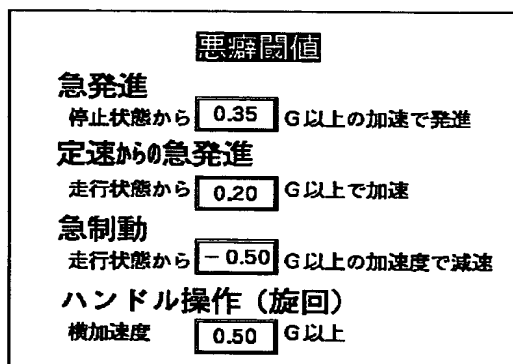 悪癖閾値
急発進
停止状態から 0.35 G以上の加速で発進
定速からの急発進
走行状態から 0.20 G以上で加速
急制動
走行状態から －0.50 G以上の加速度で減速
ハンドル操作（旋回）
横加速度 0.50 G以上